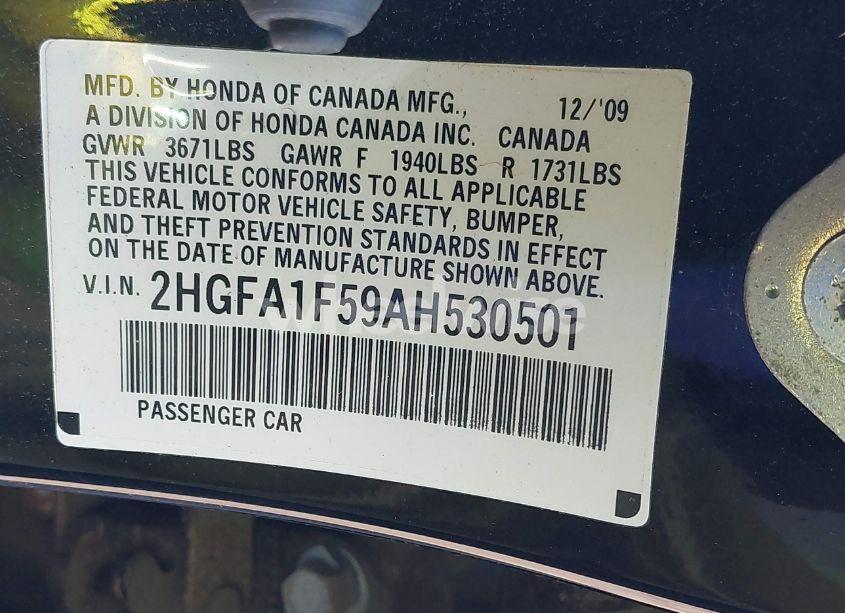 MFD. BY HONDA OF CANADA MFG., 12/'09
A DIVISION OF HONDA CANADA INC. CANADA
GVWR 3671LBS GAWR F 1940LBS R 1731LBS
THIS VEHICLE CONFORMS TO ALL APPLICABLE
FEDERAL MOTOR VEHICLE SAFETY, BUMPER,
AND THEFT PREVENTION STANDARDS IN EFFECT
ON THE DATE OF MANUFACTURE SHOWN ABOVE.
V.I.N. 2HGFA1F59AH530501
PASSENGER CAR